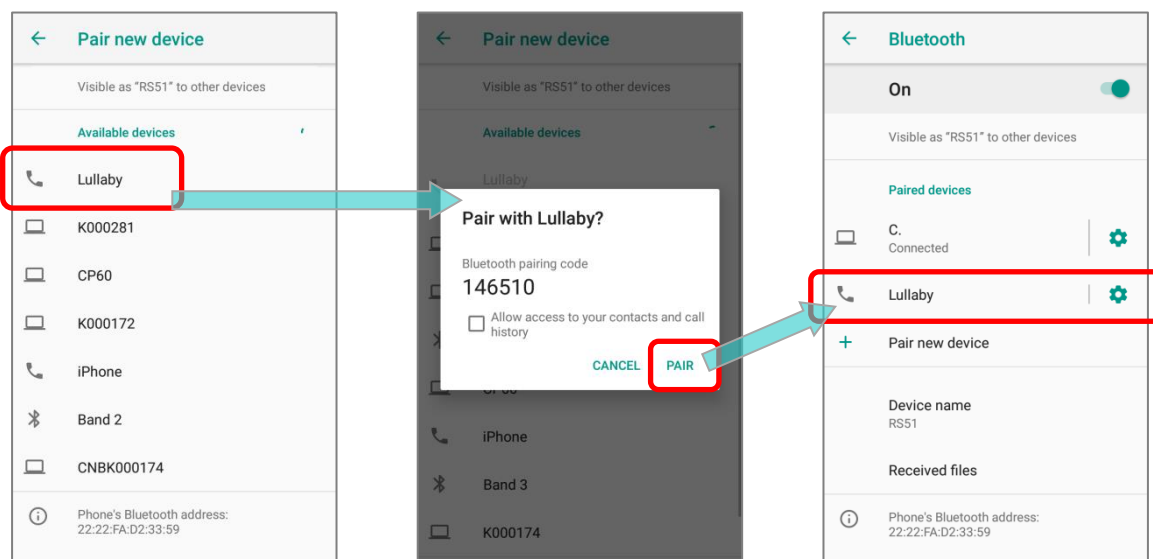 Pair new device
Visible as "RS51" to other devices
Available devices
Lullaby
K000281
CP60
K000172
iPhone
Band 2
CNBK000174
Phone's Bluetooth address:
22:22:FA:D2:33:59
Pair new device
Visible as "RS51" to other devices
Available devices
Lullaby
Pair with Lullaby?
Bluetooth pairing code
146510
Allow access to your contacts and call
history
CANCEL PAIR
iPhone
Band 3
K000174
Bluetooth
On
Visible as "RS51" to other devices
Paired devices
C.
Connected
Lullaby
Pair new device
Device name
RS51
Received files
Phone's Bluetooth address:
22:22:FA:D2:33:59